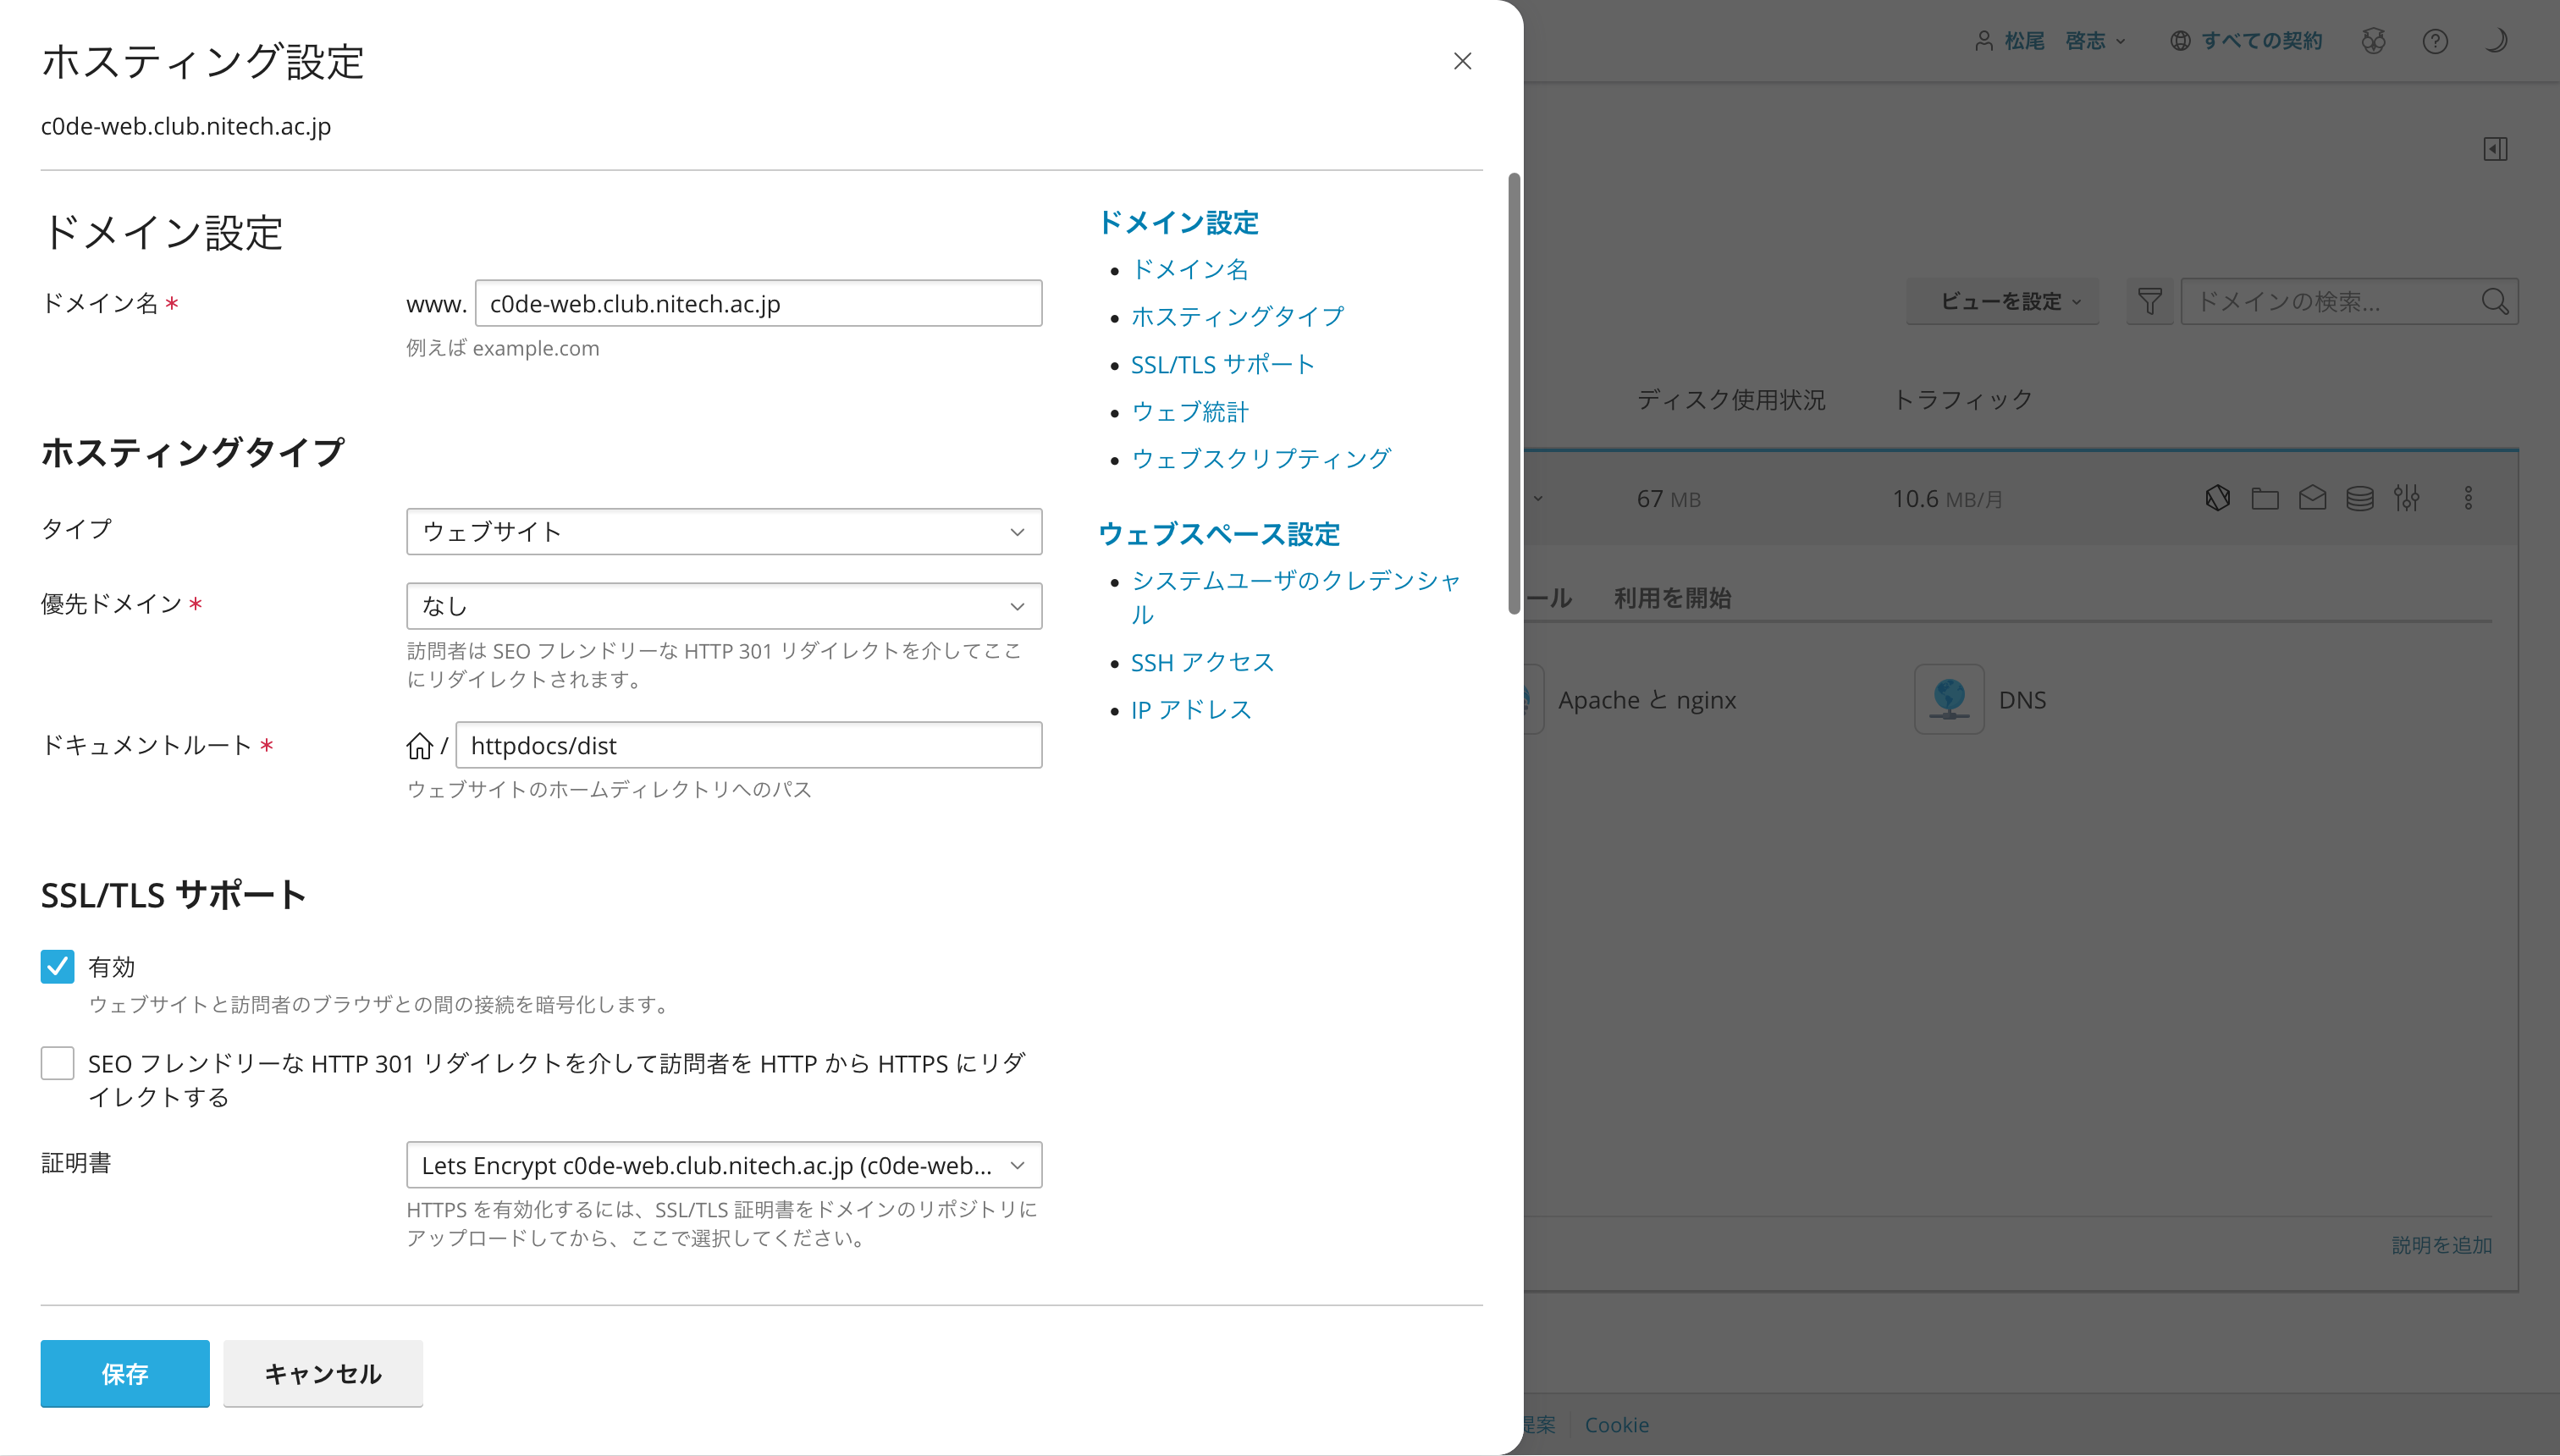 ホスティング設定
c0de-web.club.nitech.ac.jp
ドメイン設定
ドメイン名 *
www. c0de-web.club.nitech.ac.jp
例えば example.com
ホスティングタイプ
タイプ
ウェブサイト
優先ドメイン *
なし
訪問者は SEO フレンドリーな HTTP 301 リダイレクトを介してここ
にリダイレクトされます。
ドキュメントルート *
/ httpdocs/dist
ウェブサイトのホームディレクトリへのパス
SSL/TLS サポート
有効
ウェブサイトと訪問者のブラウザとの間の接続を暗号化します。
SEO フレンドリーな HTTP 301 リダイレクトを介して訪問者を HTTP から HTTPS にリダ
イレクトする
証明書
Lets Encrypt c0de-web.club.nitech.ac.jp (c0de-web...
HTTPS を有効化するには、SSL/TLS 証明書をドメインのリポジトリに
アップロードしてから、ここで選択してください。
保存
キャンセル
ドメイン設定
• ドメイン名
• ホスティングタイプ
• SSL/TLS サポート
• ウェブ統計
• ウェブスクリプティング
ウェブスペース設定
• システムユーザのクレデンシャ
ル
• SSH アクセス
• IP アドレス
松尾 啓志
すべての契約
ビューを設定
ドメインの検索...
ディスク使用状況
トラフィック
67 MB
10.6 MB/月
ール
利用を開始
Apache と nginx
DNS
説明を追加
提案
Cookie